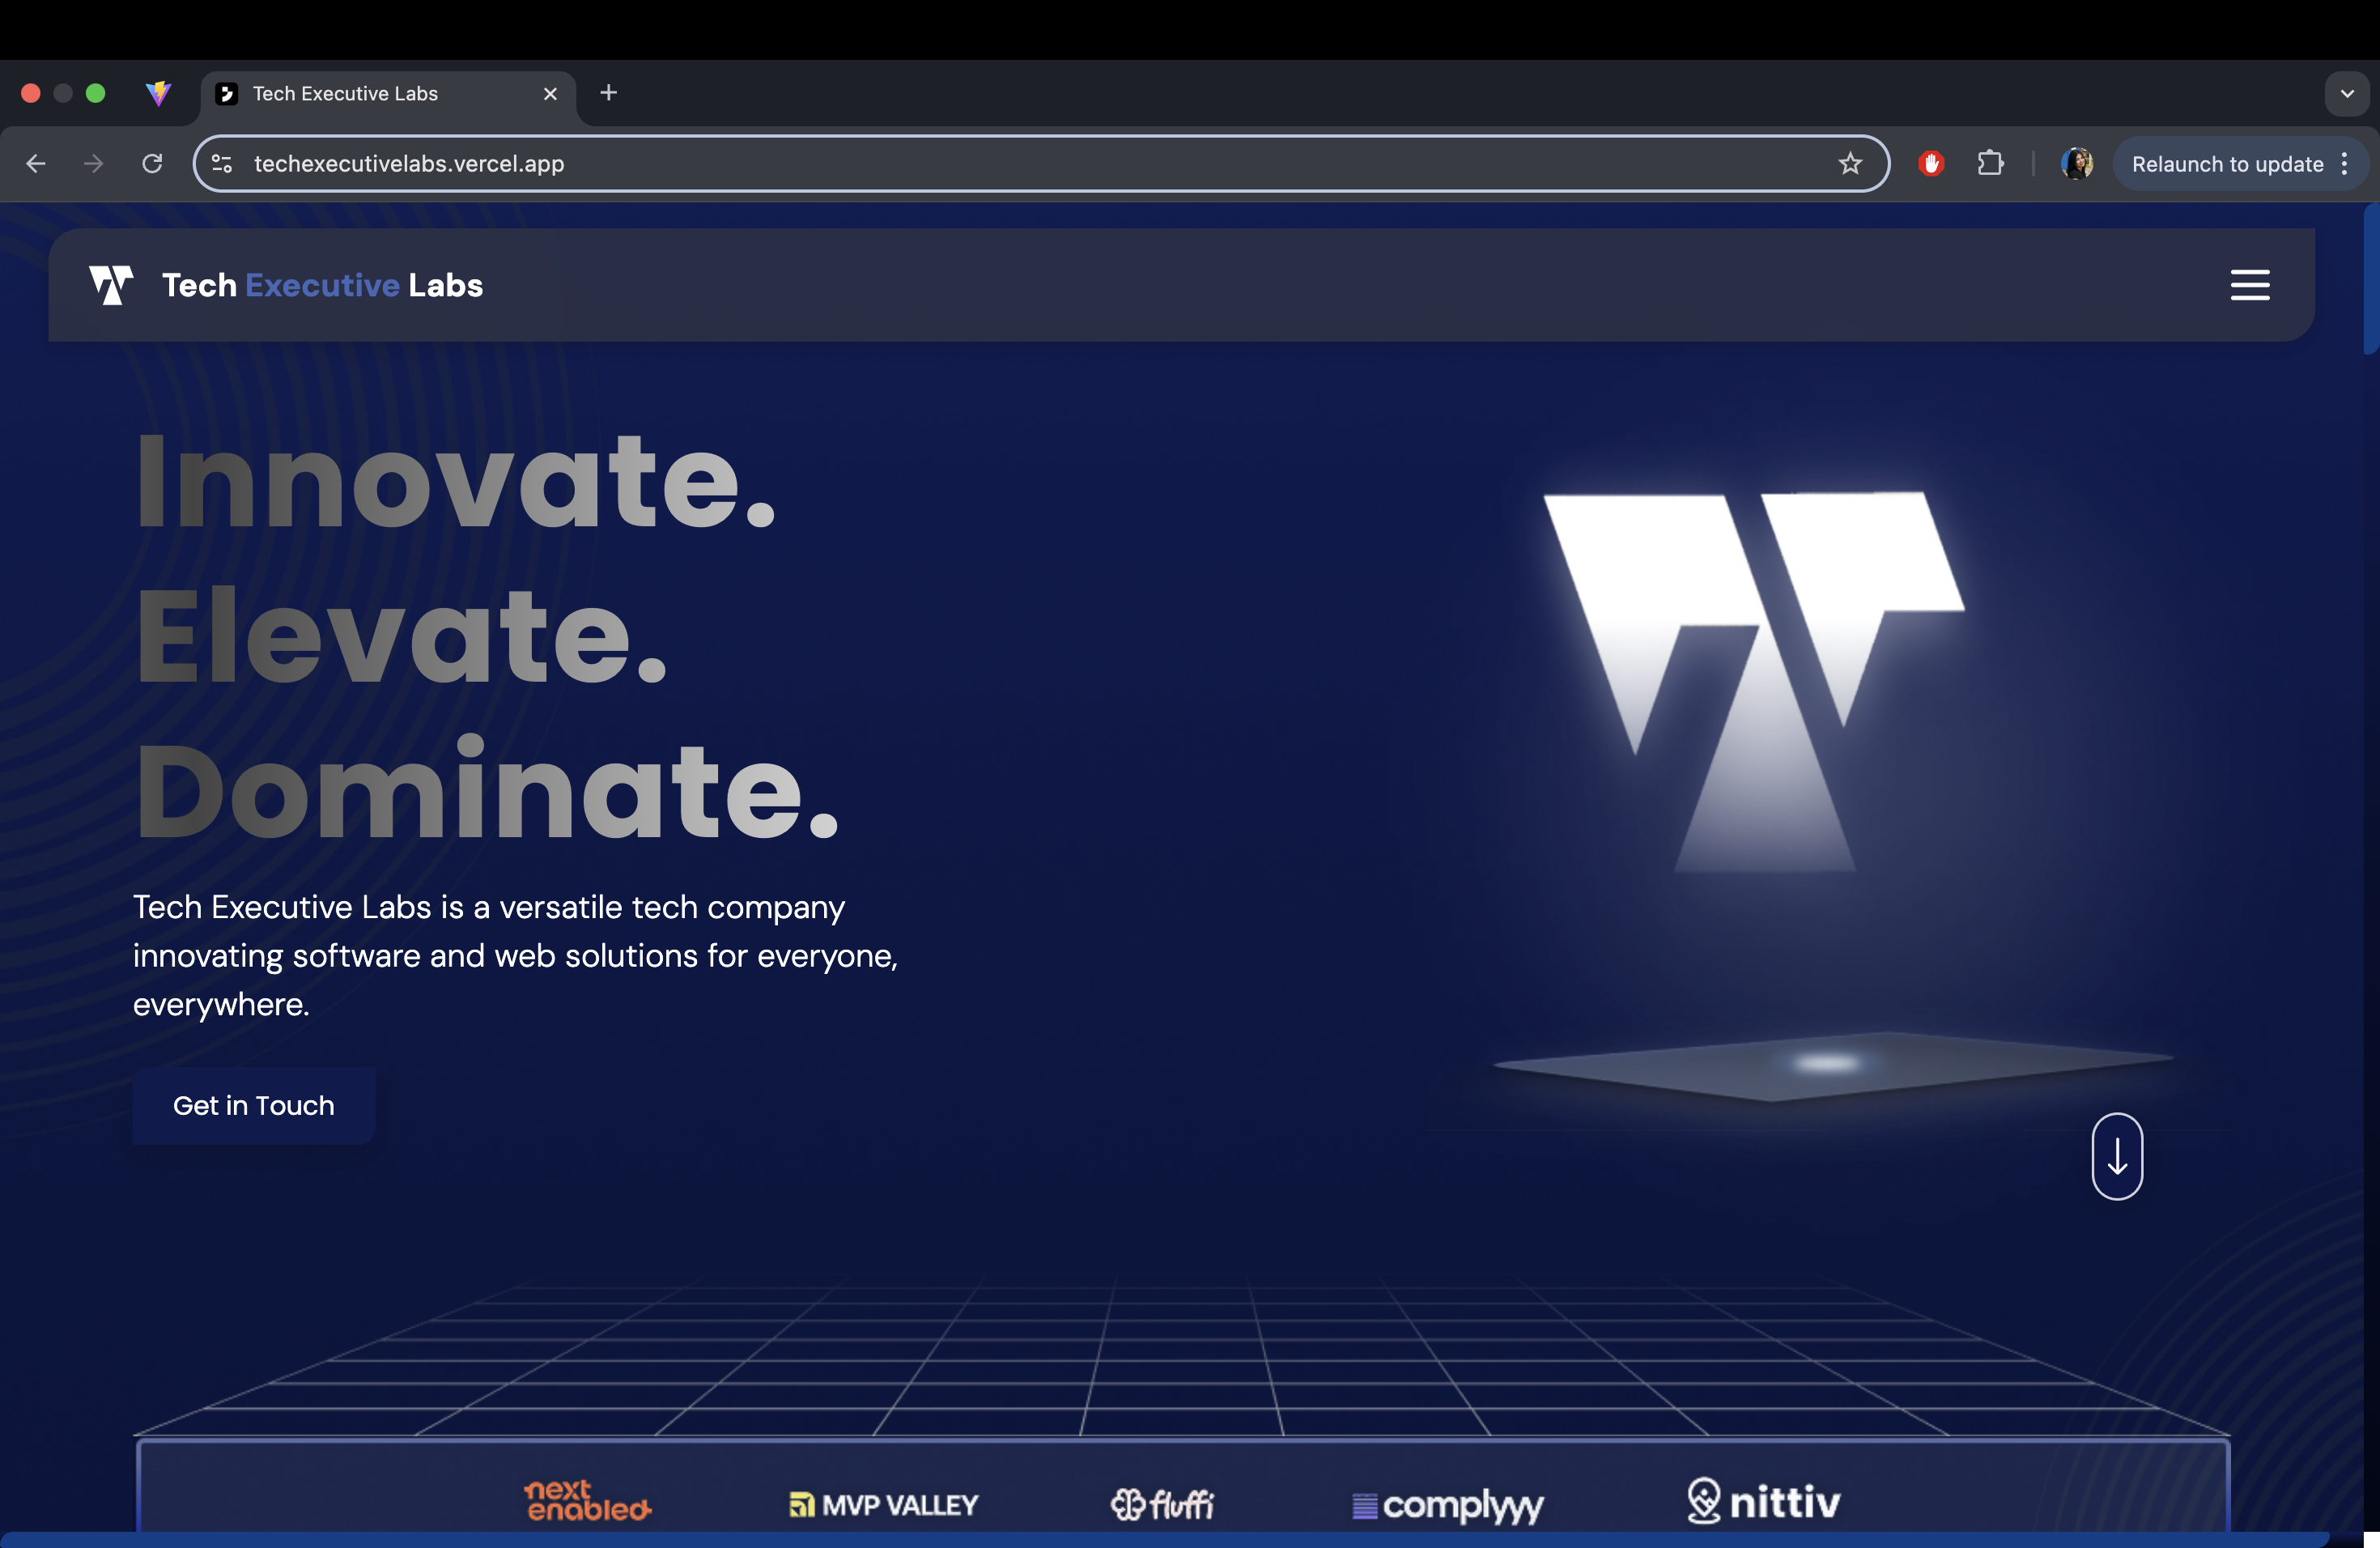 Tech Executive Labs
techexecutivelabs.vercel.app
Relaunch to update
Tech Executive Labs
Innovate.
Elevate.
Dominate.
Tech Executive Labs is a versatile tech company
innovating software and web solutions for everyone,
everywhere.
Get in Touch
next
enabled
MVP VALLEY
fluffi
complyyy
nittiv